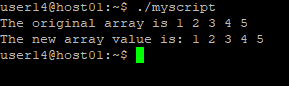 user14@host01:~$ ./myscript
The original array is 1 2 3 4 5
The new array value is: 1 2 3 4 5
user14@host01:~$